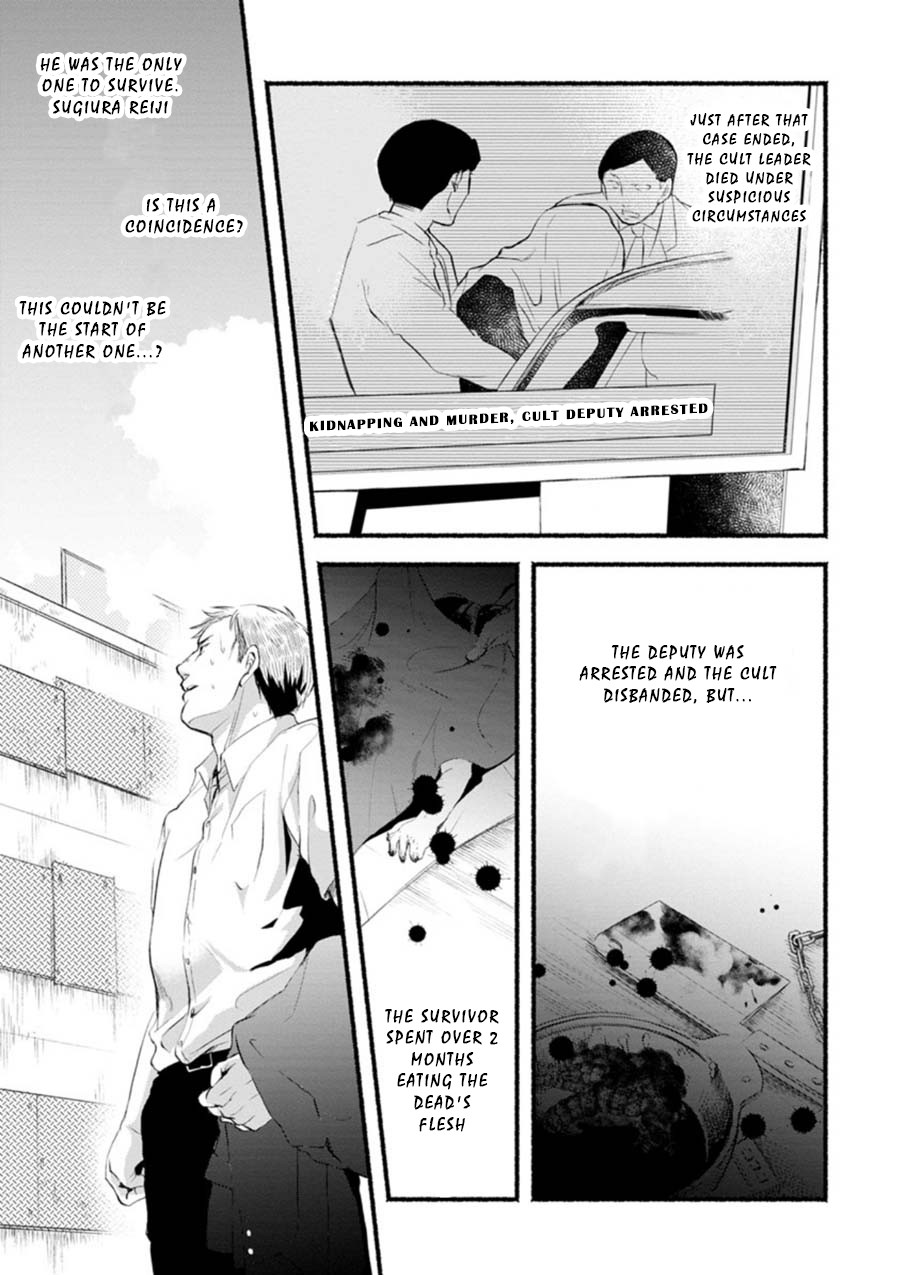 JUST AFTER THAT
CASE ENDED,
THE CULT LEADER
DIED UNDER
SUSPICIOUS
CIRCUMSTANCES
KIDNAPPING AND MURDER, CULT DEPUTY ARRESTED
THE DEPUTY WAS
ARRESTED AND THE CULT
DISBANDED, BUT...
THE SURVIVOR
SPENT OVER 2
MONTHS
EATING THE
DEAD'S
FLESH
HE WAS THE ONLY
ONE TO SURVIVE.
SUGIURA REIJI
IS THIS A
COINCIDENCE?
THIS COULDN'T BE
THE START OF
ANOTHER ONE...?